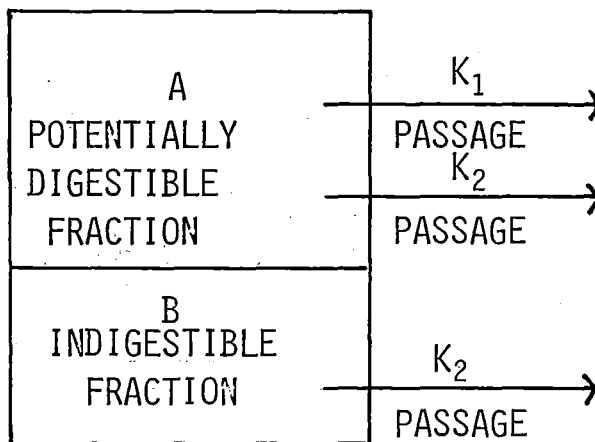 A
POTENTIALLY
DIGESTIBLE
FRACTION
K₁
PASSAGE
K₂
PASSAGE
B
INDIGESTIBLE
FRACTION
K₂
PASSAGE